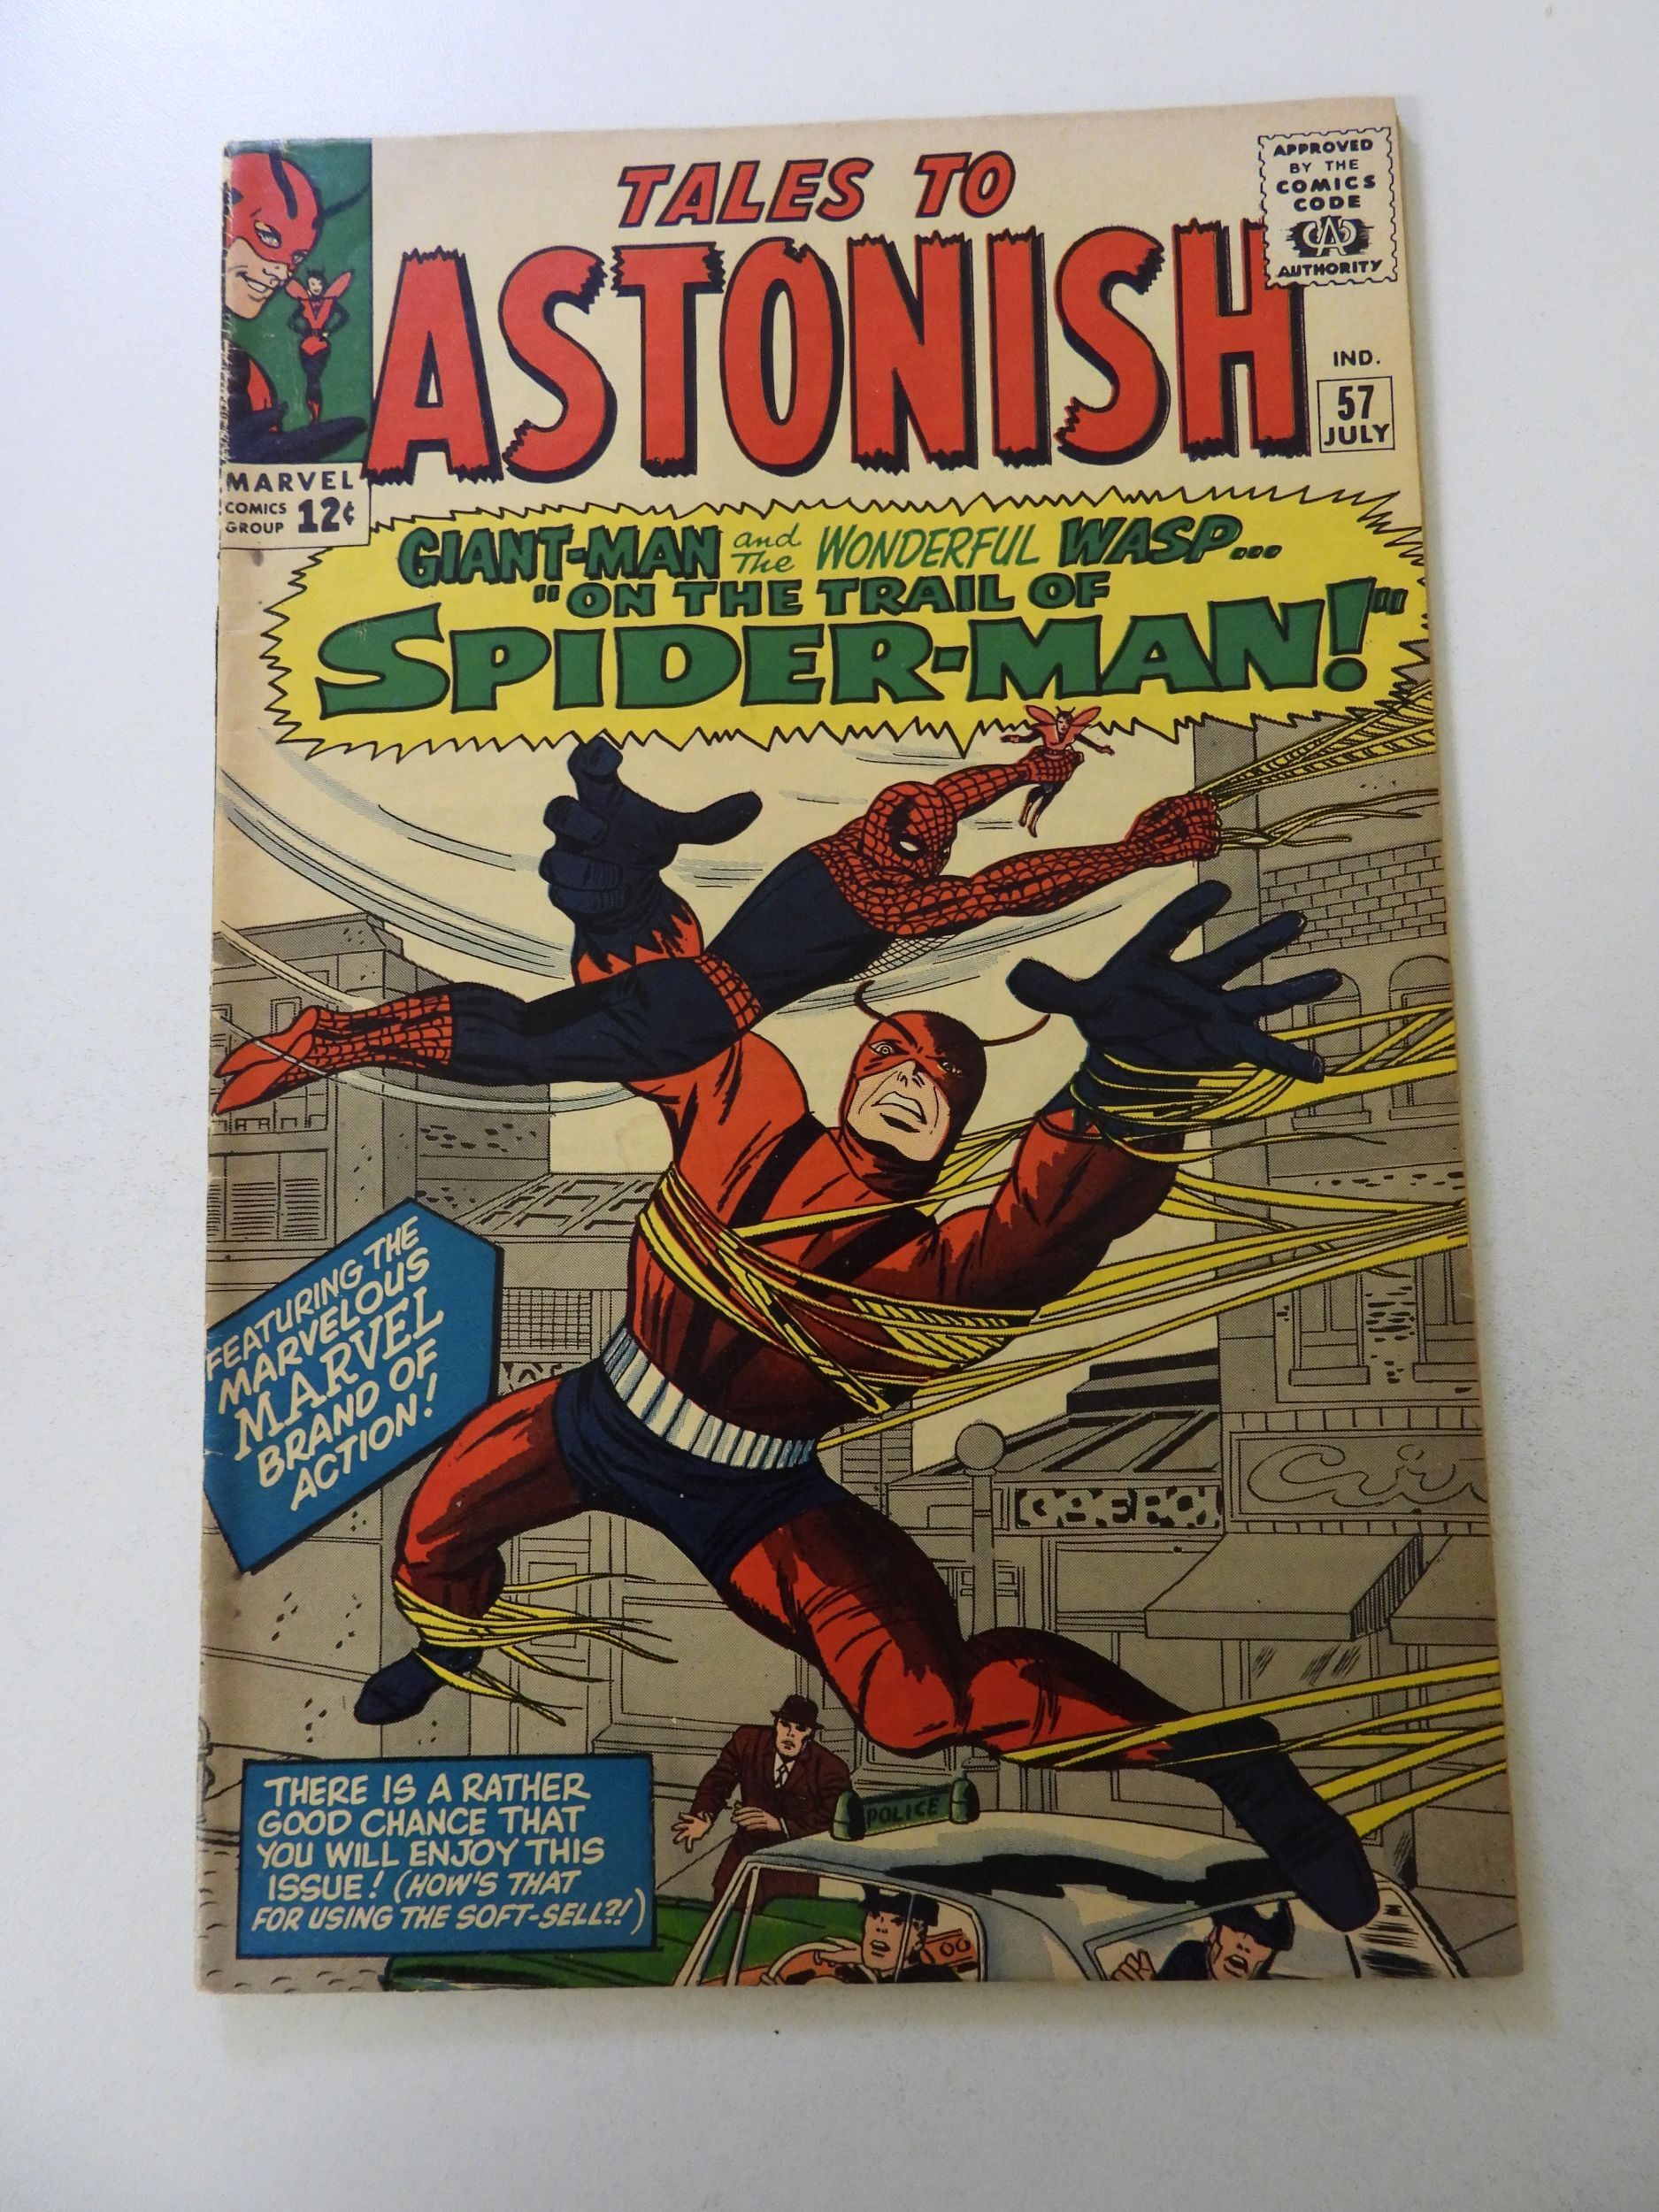 TALES TO
ASTONISH
APPROVED
BY THE
COMICS
CODE
CA
AUTHORITY
IND.
57
JULY
MARVEL
COMICS
GROUP 12¢
GIANT-MAN and The WONDERFUL WASP...
"ON THE TRAIL OF
SPIDER-MAN!"
FEATURING THE
MARVELOUS
MARVEL
BRAND OF
ACTION!
THERE IS A RATHER
GOOD CHANCE THAT
YOU WILL ENJOY THIS
ISSUE! (HOW'S THAT
FOR USING THE SOFT-SELL?!)
POLICE